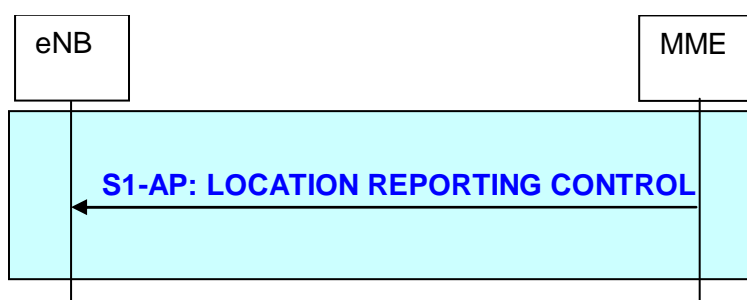 eNB
MME
S1-AP: LOCATION REPORTING CONTROL